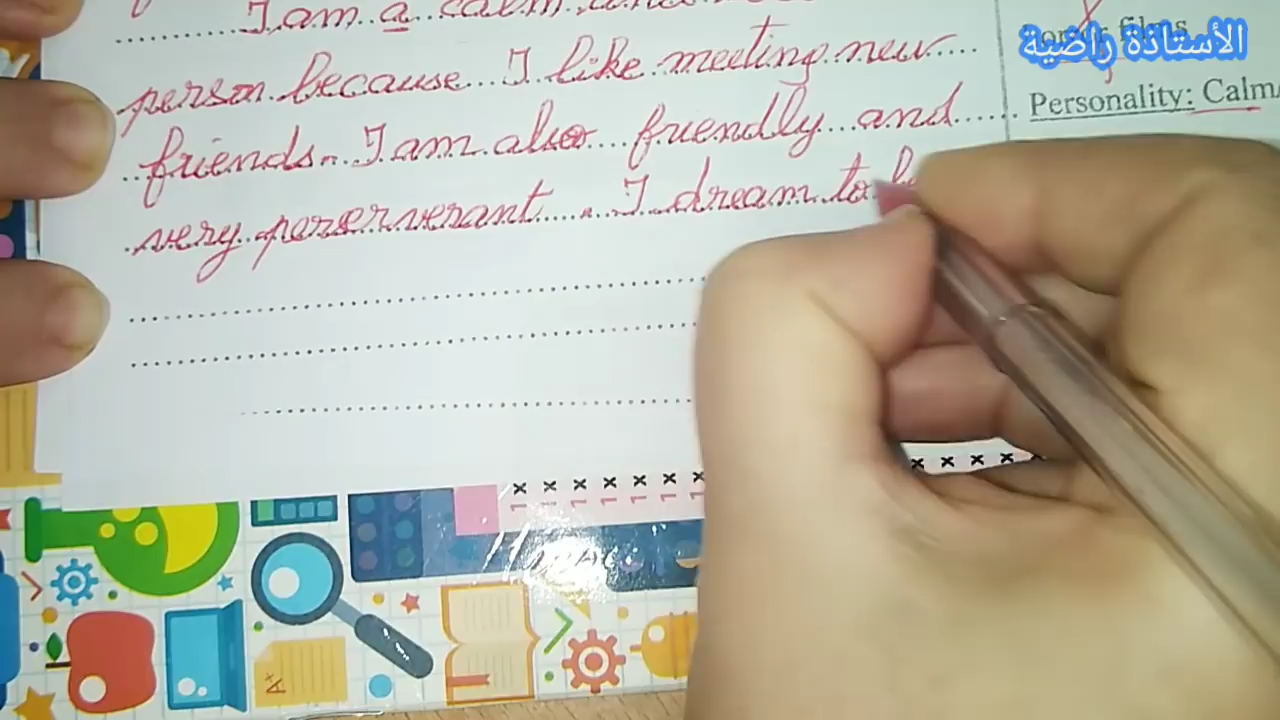 I am a calm
person because I like meeting new
friends. I am also friendly and
very perserverant. I dream to
films
الأستاذة راضية
Personality: Calm